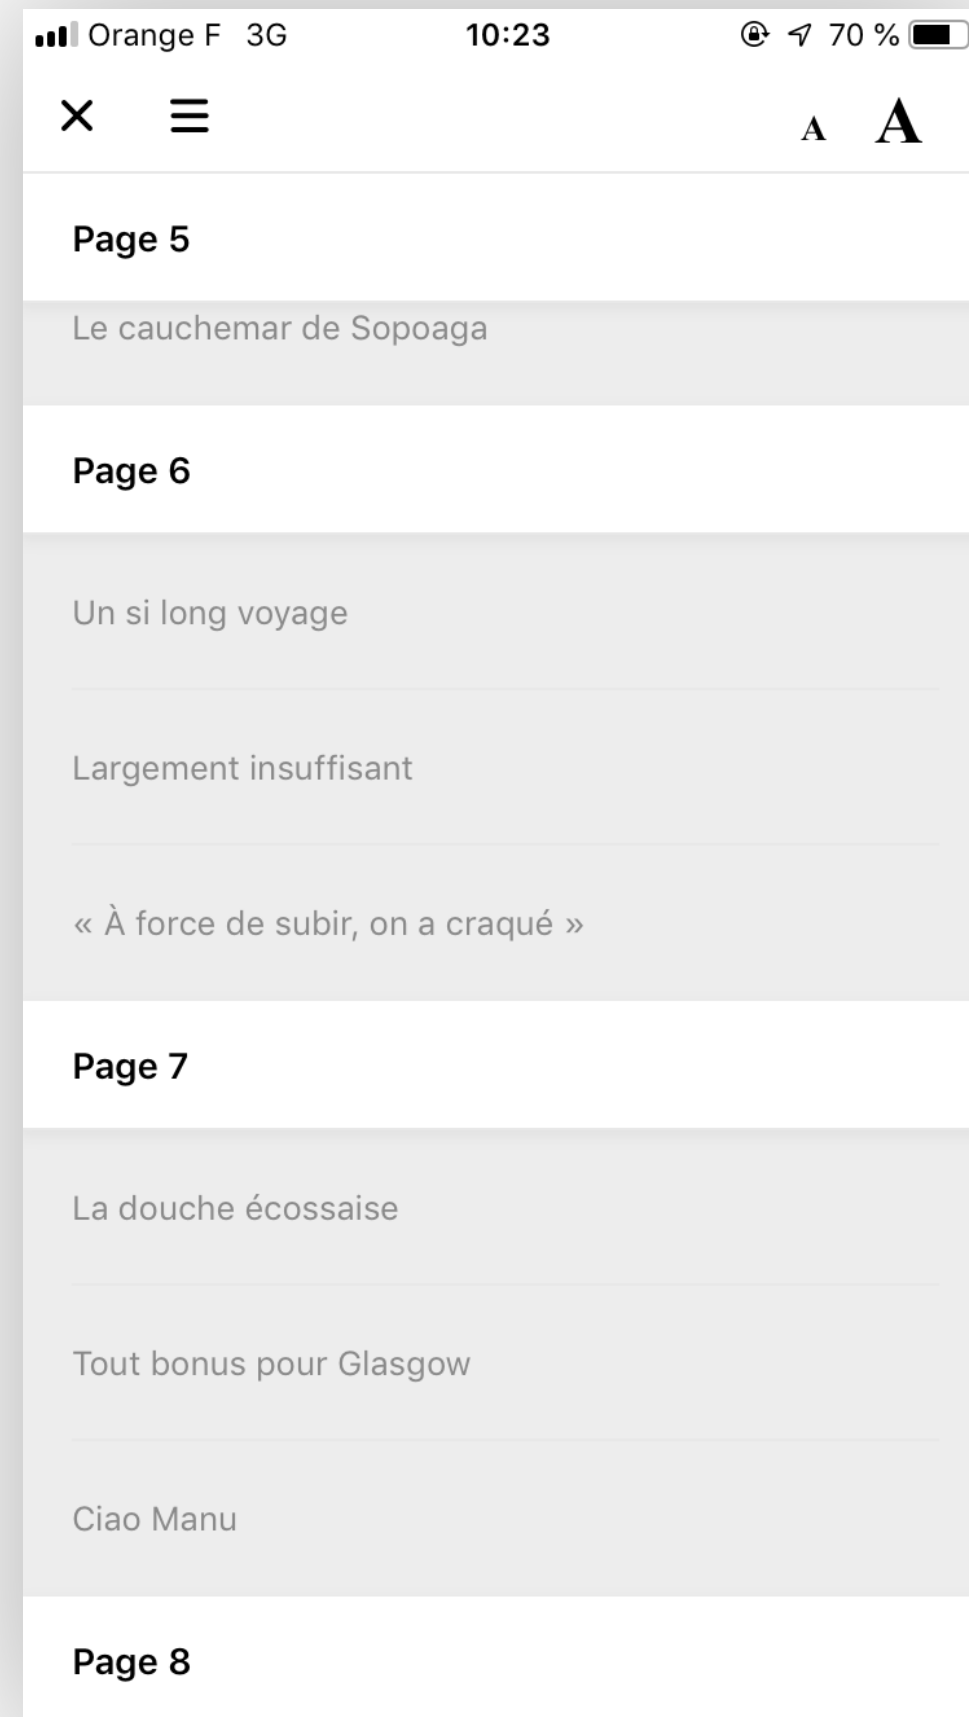 Orange F 3G 10:23 70 %
A A
Page 5
Le cauchemar de Sopoaga
Page 6
Un si long voyage
Largement insuffisant
« À force de subir, on a craqué »
Page 7
La douche écossaise
Tout bonus pour Glasgow
Ciao Manu
Page 8